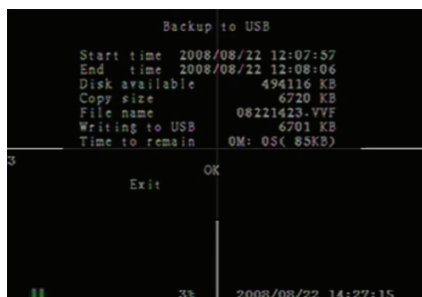 Backup to USB
Start time 2008/08/22 12:07:57
End time 2008/08/22 12:08:06
Disk available 494116 KB
Copy size 6720 KB
File name 08221423.VVF
Writing to USB 6701 KB
Time to remain 0M: 0S( 85KB)
3
OK
Exit
3% 2008/08/22 14:27:15